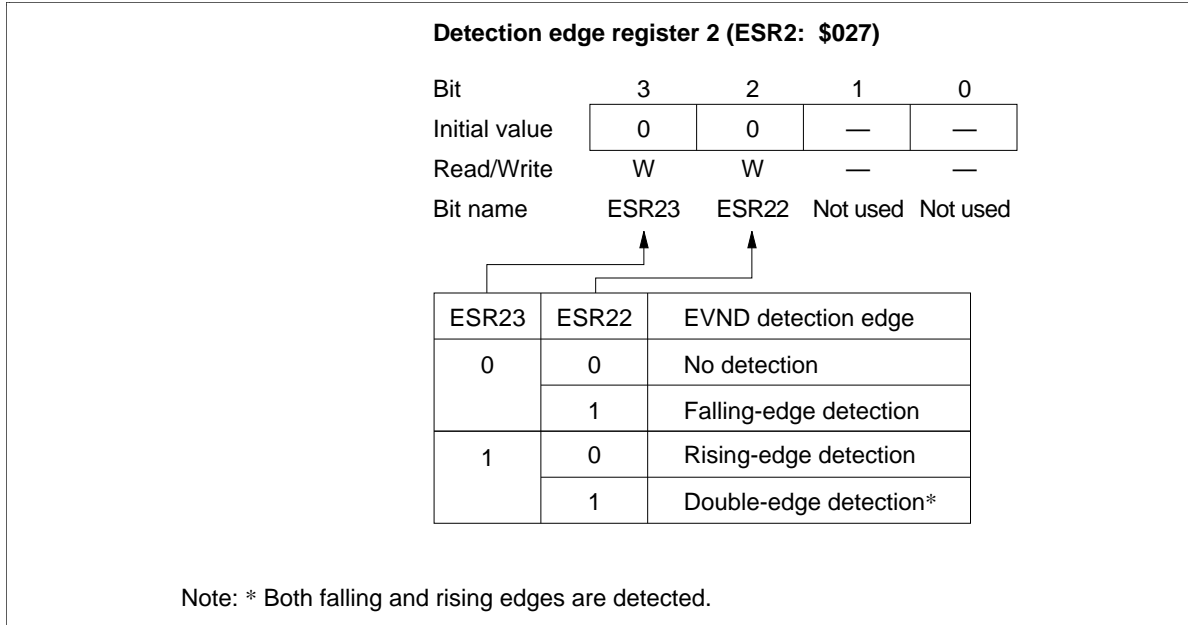 Detection edge register 2 (ESR2: $027)
Bit 3 2 1 0
Initial value 0 0 — —
Read/Write W W — —
Bit name ESR23 ESR22 Not used Not used
ESR23 ESR22 EVND detection edge
0 0 No detection
1 Falling-edge detection
1 0 Rising-edge detection
1 Double-edge detection*
Note: * Both falling and rising edges are detected.